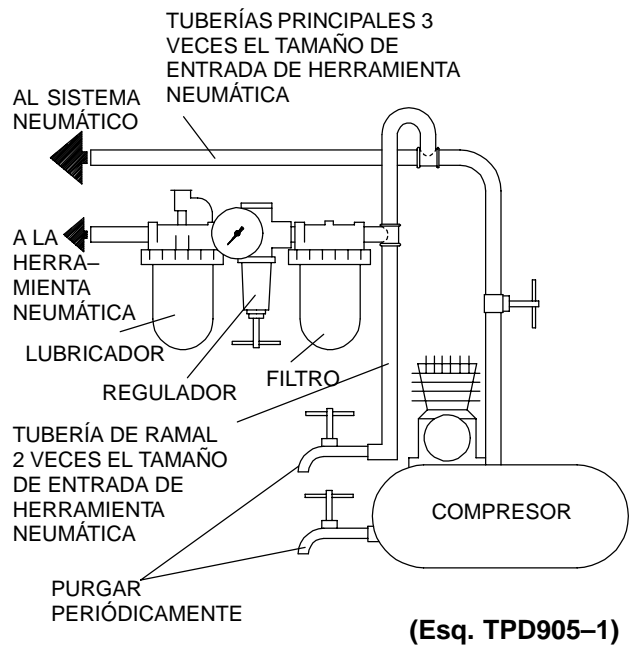 TUBERÍAS PRINCIPALES 3
VECES EL TAMAÑO DE
ENTRADA DE HERRAMIENTA
NEUMÁTICA
AL SISTEMA
NEUMÁTICO
A LA
HERRA–
MIENTA
NEUMÁTICA
LUBRICADOR
REGULADOR
FILTRO
TUBERÍA DE RAMAL
2 VECES EL TAMAÑO
DE ENTRADA DE
HERRAMIENTA
NEUMÁTICA
COMPRESOR
PURGAR
PERIÓDICAMENTE
(Esq. TPD905–1)